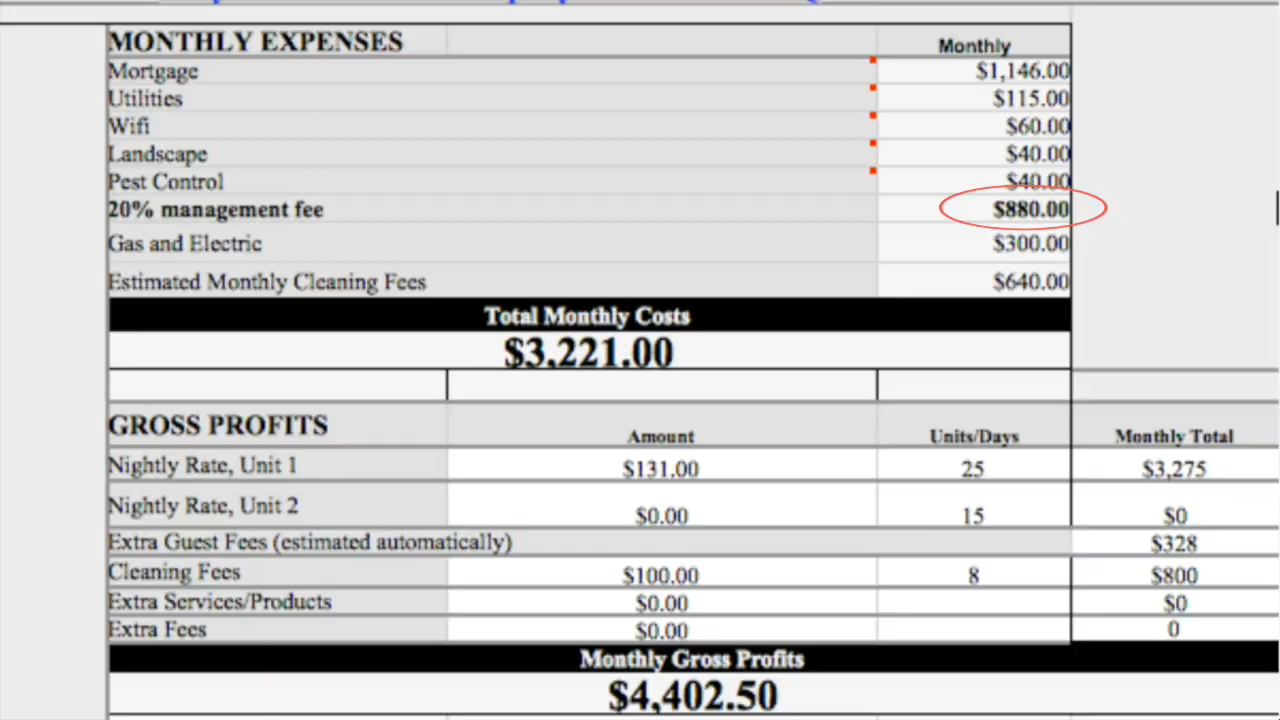 MONTHLY EXPENSES Monthly
Mortgage $1,146.00
Utilities $115.00
Wifi $60.00
Landscape $40.00
Pest Control $40.00
20% management fee $880.00
Gas and Electric $300.00
Estimated Monthly Cleaning Fees $640.00
Total Monthly Costs
$3,221.00
GROSS PROFITS Amount Units/Days Monthly Total
Nightly Rate, Unit 1 $131.00 25 $3,275
Nightly Rate, Unit 2 $0.00 15 $0
Extra Guest Fees (estimated automatically) $328
Cleaning Fees $100.00 8 $800
Extra Services/Products $0.00 $0
Extra Fees $0.00 0
Monthly Gross Profits
$4,402.50